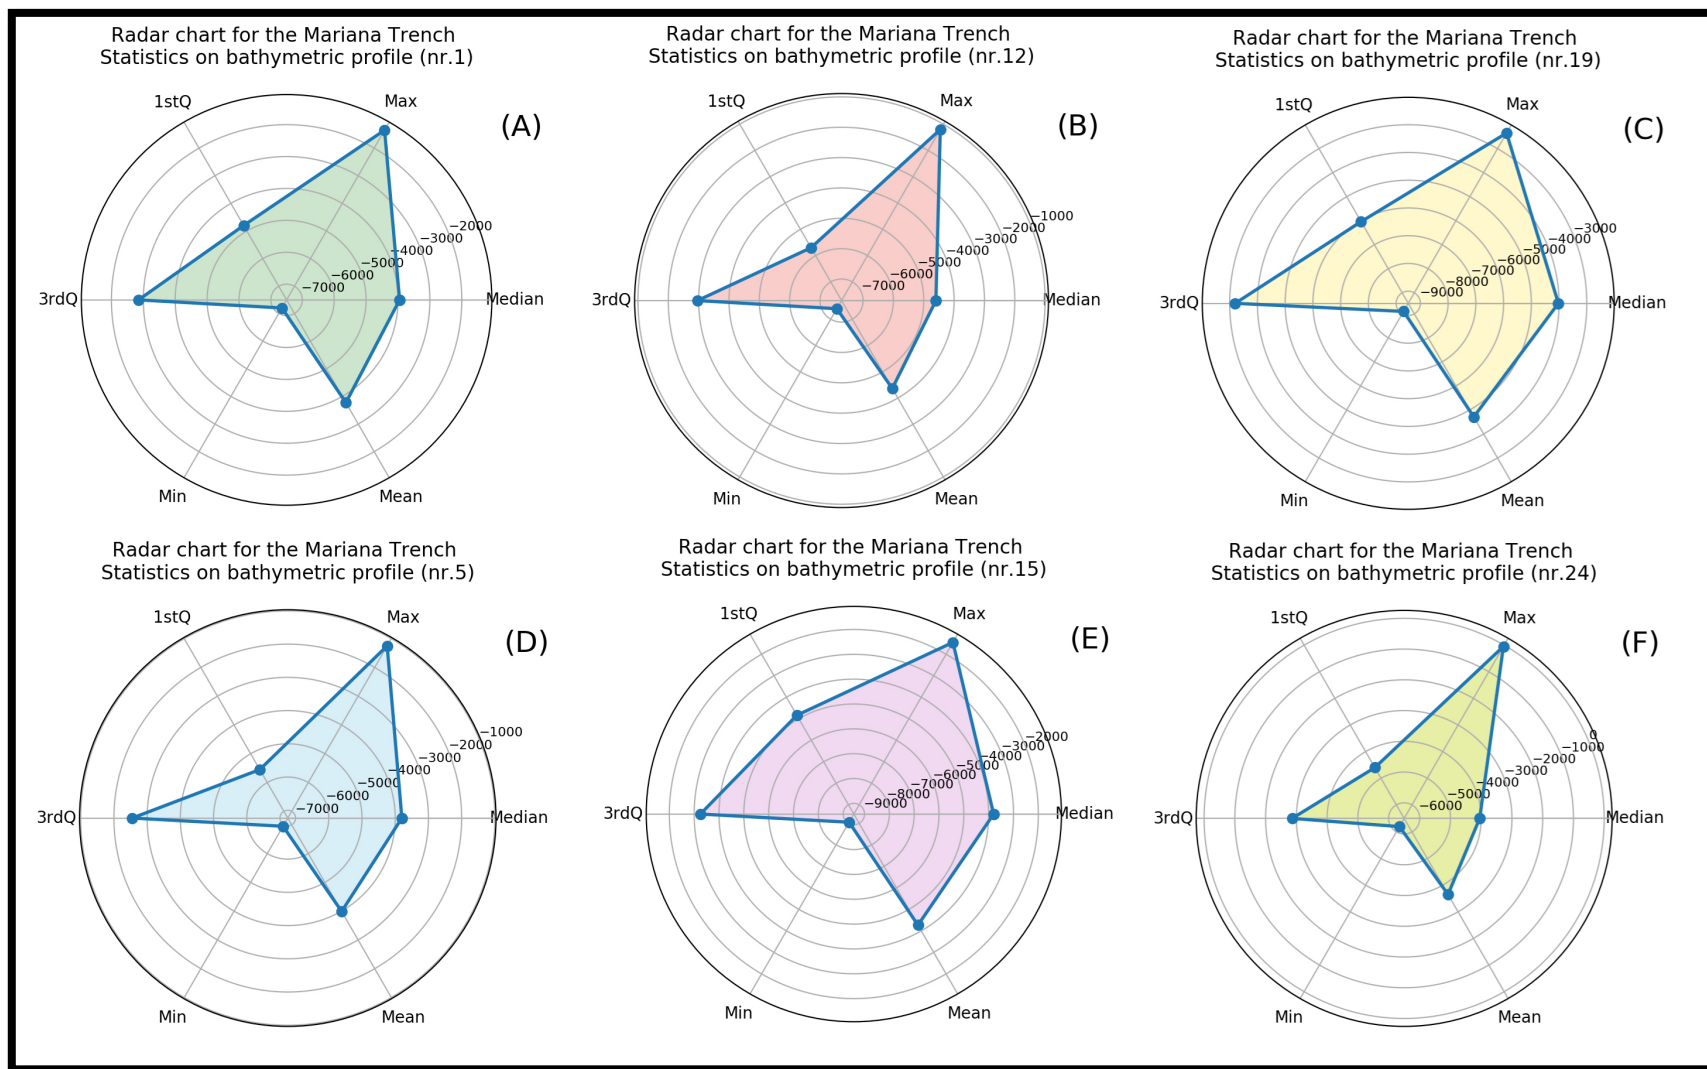 Radar chart for the Mariana Trench
Statistics on bathymetric profile (nr.1)
(A)
1stQ
Max
3rdQ
Median
Min
Mean
−7000
−6000
−5000
−4000
−3000
−2000
Radar chart for the Mariana Trench
Statistics on bathymetric profile (nr.12)
(B)
1stQ
Max
3rdQ
Median
Min
Mean
−7000
−6000
−5000
−4000
−3000
−2000
−1000
Radar chart for the Mariana Trench
Statistics on bathymetric profile (nr.19)
(C)
1stQ
Max
3rdQ
Median
Min
Mean
−9000
−8000
−7000
−6000
−5000
−4000
−3000
Radar chart for the Mariana Trench
Statistics on bathymetric profile (nr.5)
(D)
1stQ
Max
3rdQ
Median
Min
Mean
−7000
−6000
−5000
−4000
−3000
−2000
−1000
Radar chart for the Mariana Trench
Statistics on bathymetric profile (nr.15)
(E)
1stQ
Max
3rdQ
Median
Min
Mean
−9000
−8000
−7000
−6000
−5000
−4000
−3000
−2000
Radar chart for the Mariana Trench
Statistics on bathymetric profile (nr.24)
(F)
1stQ
Max
3rdQ
Median
Min
Mean
−6000
−5000
−4000
−3000
−2000
−1000
0